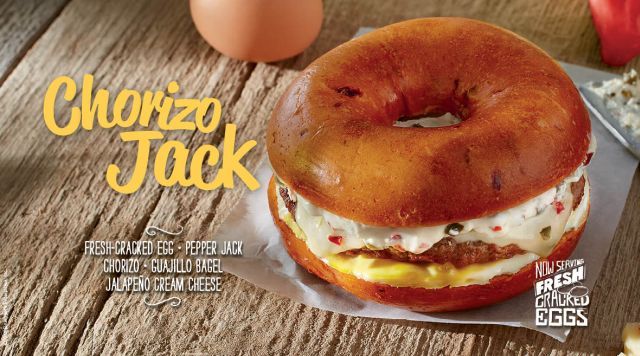 Chorizo
Jack
FRESH-CRACKED EGG • PEPPER JACK
CHORIZO • GUAJILLO BAGEL
JALAPEÑO CREAM CHEESE
NOW SERVING
FRESH
CRACKED
EGGS